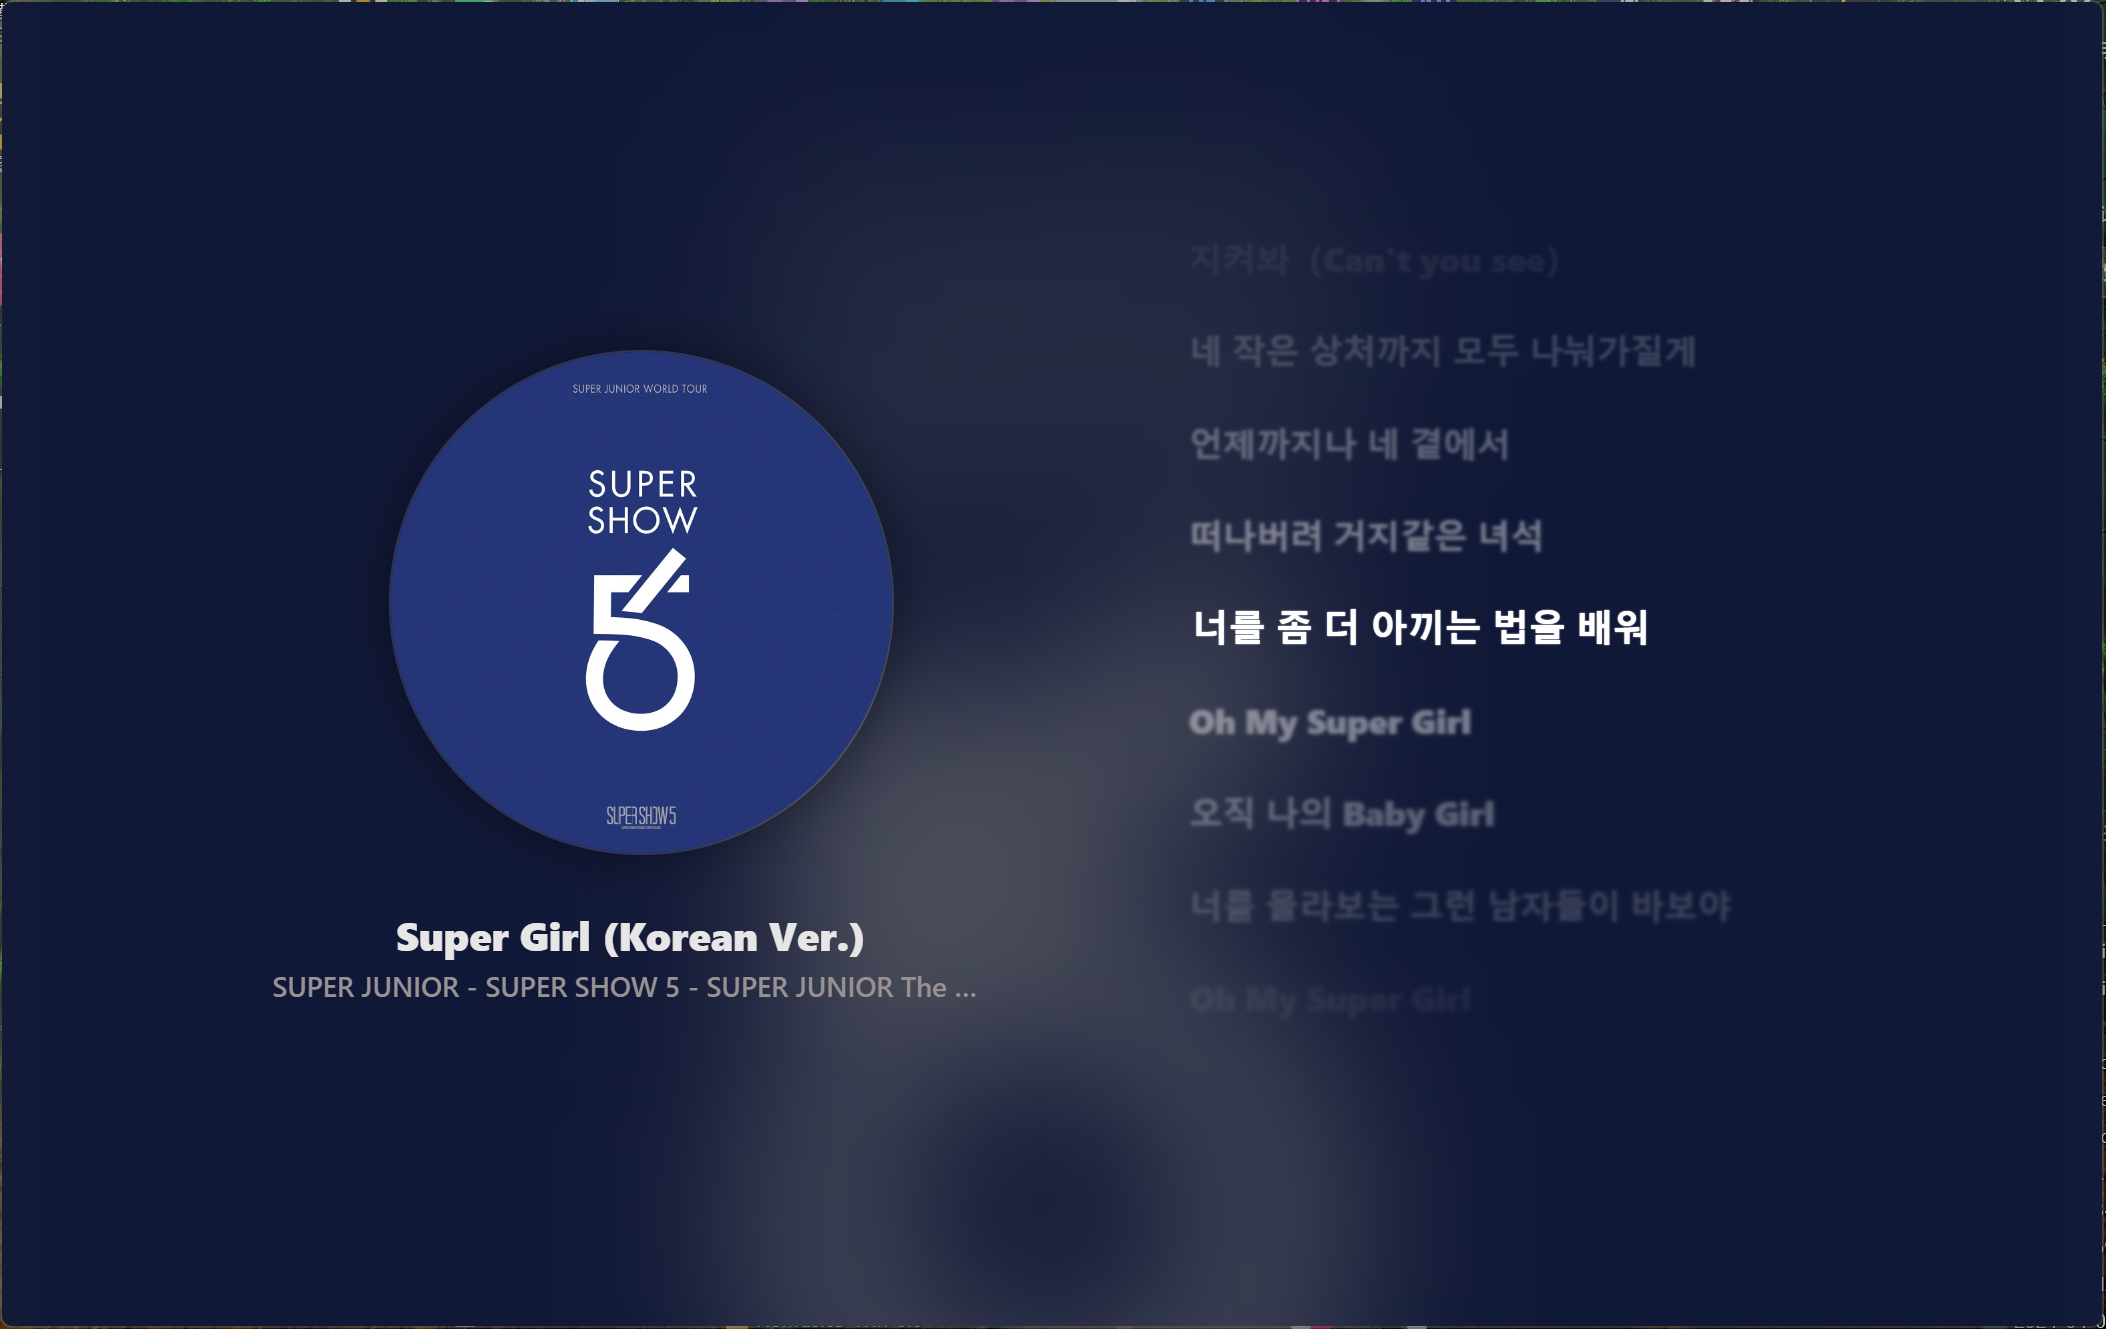 SUPER JUNIOR WORLD TOUR
SUPER
SHOW
5
SUPER SHOW 5
Super Girl (Korean Ver.)
SUPER JUNIOR - SUPER SHOW 5 - SUPER JUNIOR The ...
지켜봐 (Can't you see)
네 작은 상처까지 모두 나눠가질게
언제까지나 네 곁에서
떠나버려 거지같은 녀석
너를 좀 더 아끼는 법을 배워
Oh My Super Girl
오직 나의 Baby Girl
너를 몰라보는 그런 남자들이 바보야
Oh My Super Girl